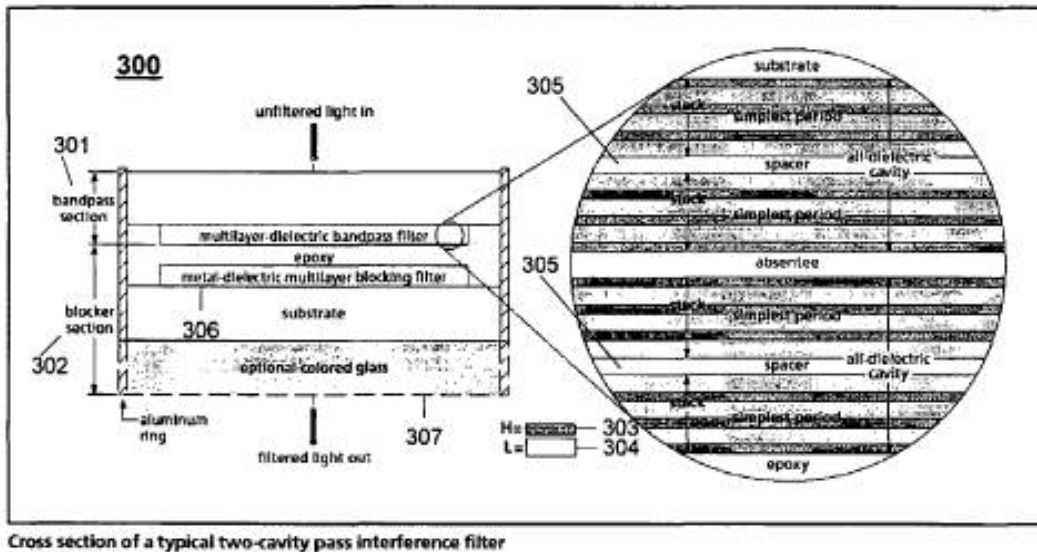 300
unfiltered light in
301
bandpass section
multilayer-dielectric bandpass filter
epoxy
metal-dielectric multilayer blocking filter
blocker section
302
306
substrate
optional colored glass
aluminum ring
filtered light out
307
H=
303
L=
304
305
305
substrate
stack
simplest period
spacer
all-dielectric cavity
stack
simplest period
absentee
stack
simplest period
spacer
all-dielectric cavity
stack
simplest period
epoxy
Cross section of a typical two-cavity pass interference filter